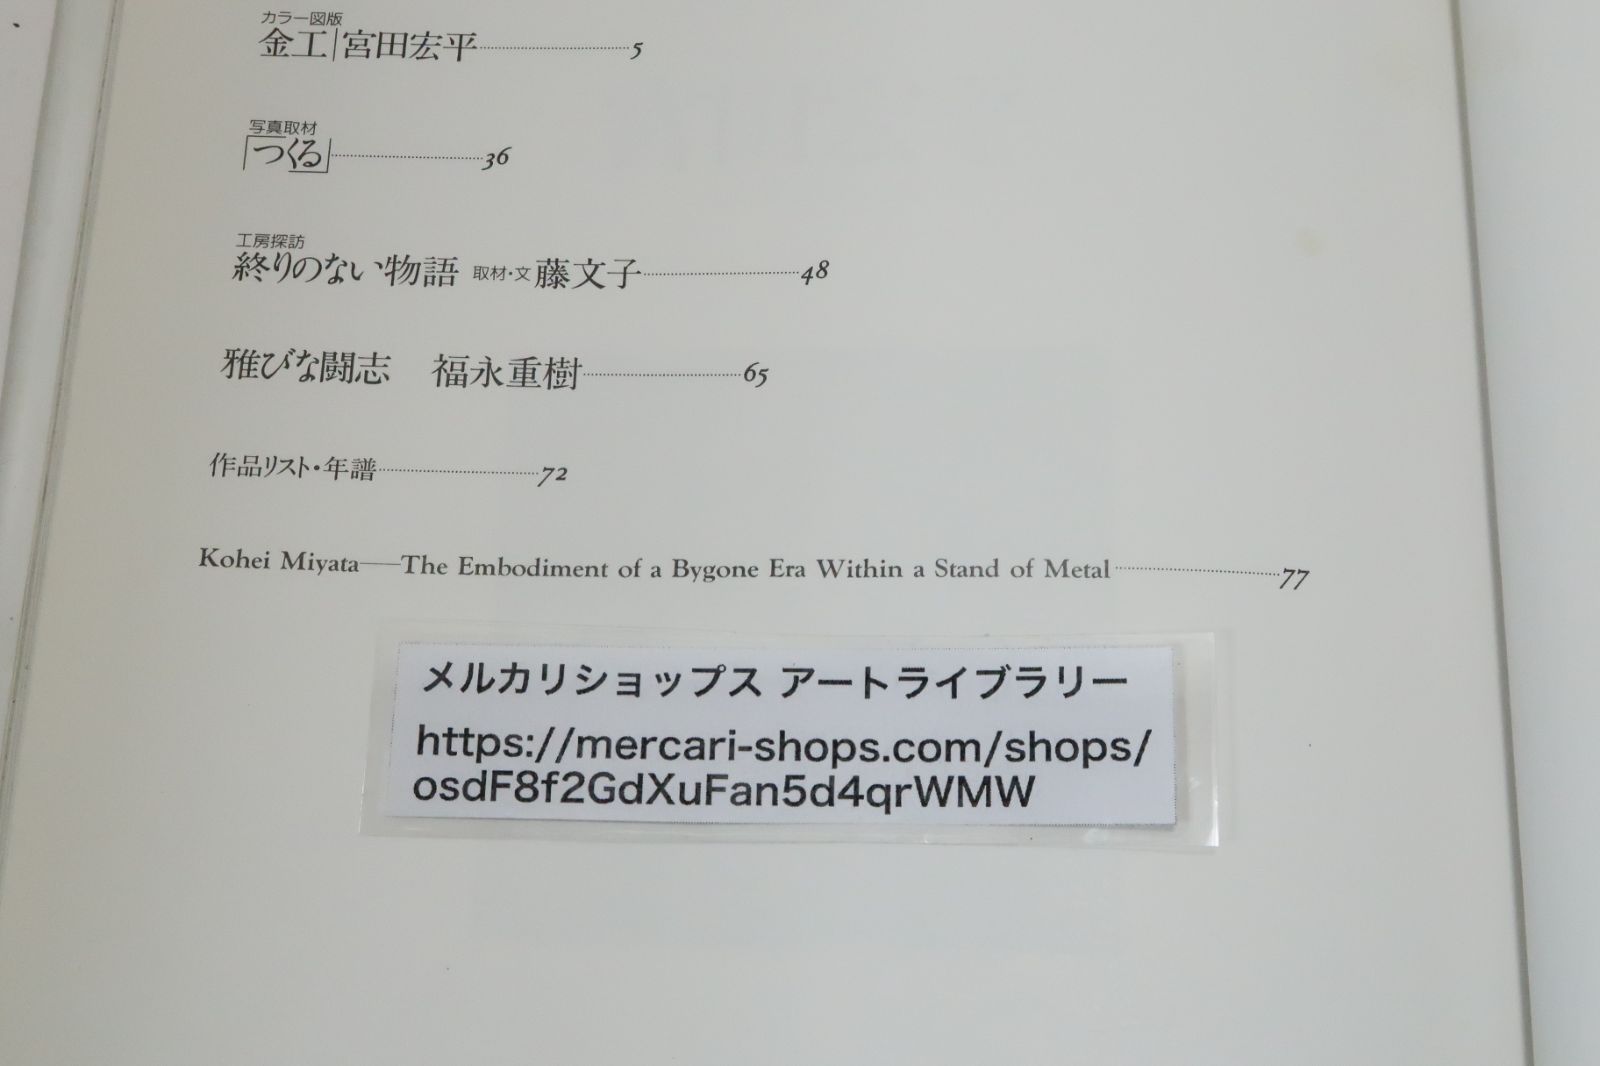 カラー図版
金工|宮田宏平……5
写真取材
「つくる」……36
工房探訪
終りのない物語 取材・文 藤文子……48
雅びな闘志 福永重樹……65
作品リスト・年譜……72
Kohei Miyata——The Embodiment of a Bygone Era Within a Stand of Metal……77
メルカリショップス アートライブラリー
https://mercari-shops.com/shops/
osdF8f2GdXuFan5d4qrWMW